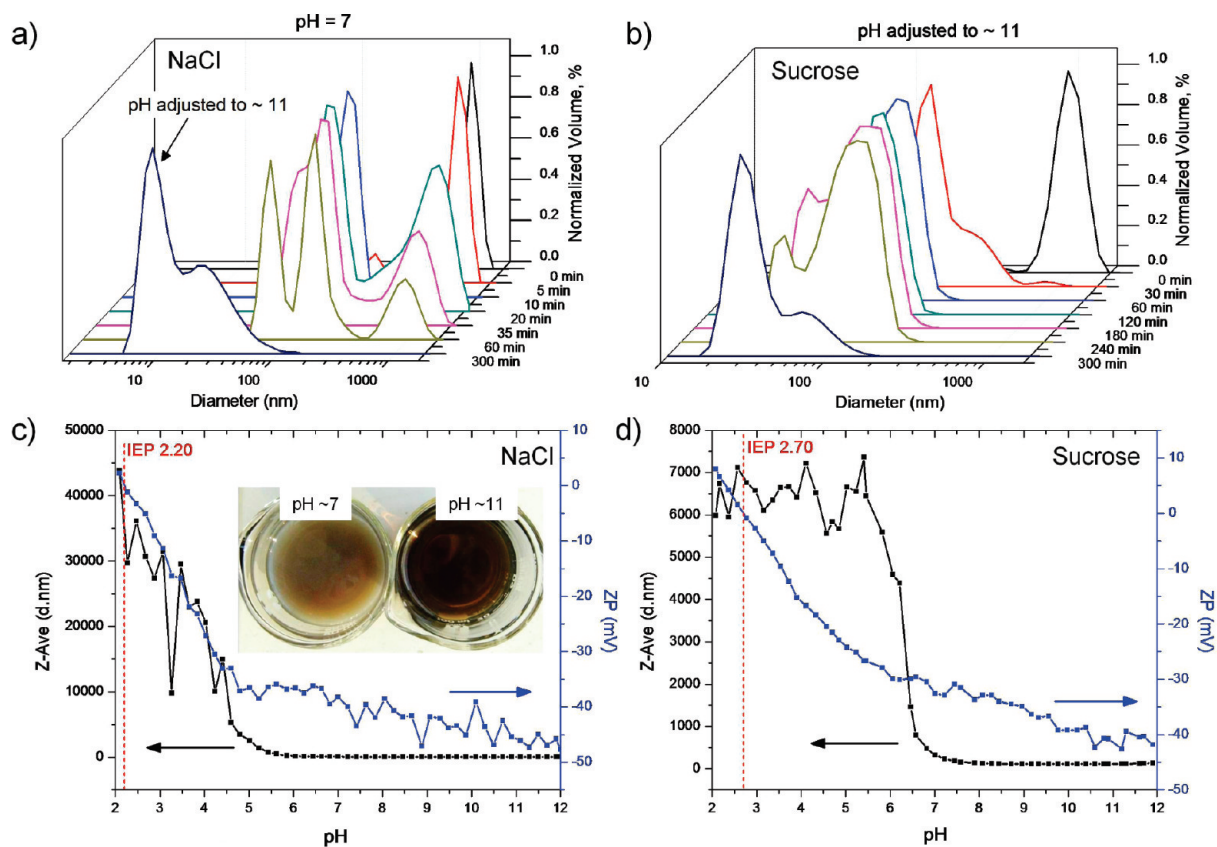 a)
pH = 7
NaCl
pH adjusted to ~ 11
1.0
0.8
0.6
0.4
0.2
0.0
Normalized Volume, %
0 min
5 min
10 min
20 min
35 min
60 min
300 min
10
100
1000
Diameter (nm)
b)
pH adjusted to ~ 11
Sucrose
1.0
0.8
0.6
0.4
0.2
0.0
Normalized Volume, %
0 min
30 min
60 min
120 min
180 min
240 min
300 min
10
100
1000
Diameter (nm)
c)
50000
40000
30000
20000
10000
0
Z-Ave (d.nm)
IEP 2.20
NaCl
pH ~7
pH ~11
10
0
-10
-20
-30
-40
-50
ZP (mV)
2 3 4 5 6 7 8 9 10 11 12
pH
d)
8000
7000
6000
5000
4000
3000
2000
1000
0
Z-Ave (d.nm)
IEP 2.70
Sucrose
20
10
0
-10
-20
-30
-40
-50
ZP (mV)
2 3 4 5 6 7 8 9 10 11 12
pH